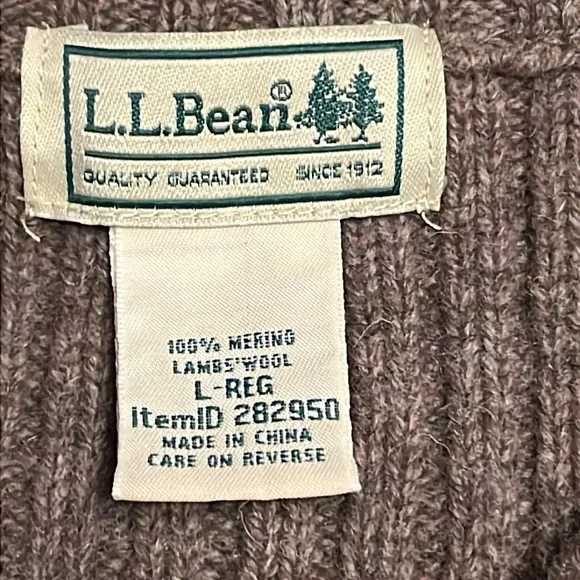 L.L.Bean®
QUALITY GUARANTEED SINCE 1912
100% MERINO
LAMBS'WOOL
L-REG
ItemID 282950
MADE IN CHINA
CARE ON REVERSE